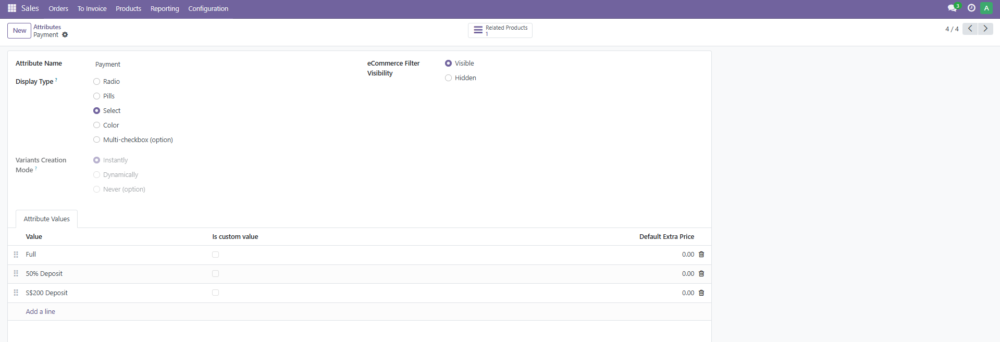 Sales Orders To Invoice Products Reporting Configuration 3 A
New Attributes
Payment
Related Products
1
4 / 4
Attribute Name Payment
eCommerce Filter
Visibility
Visible
Hidden
Display Type ?
Radio
Pills
Select
Color
Multi-checkbox (option)
Variants Creation
Mode ?
Instantly
Dynamically
Never (option)
Attribute Values
Value Is custom value Default Extra Price
Full 0.00
50% Deposit 0.00
S$200 Deposit 0.00
Add a line